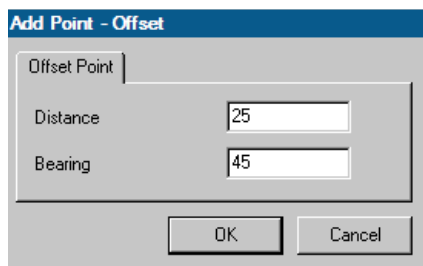 Add Point - Offset
Offset Point
Distance 25
Bearing 45
OK Cancel